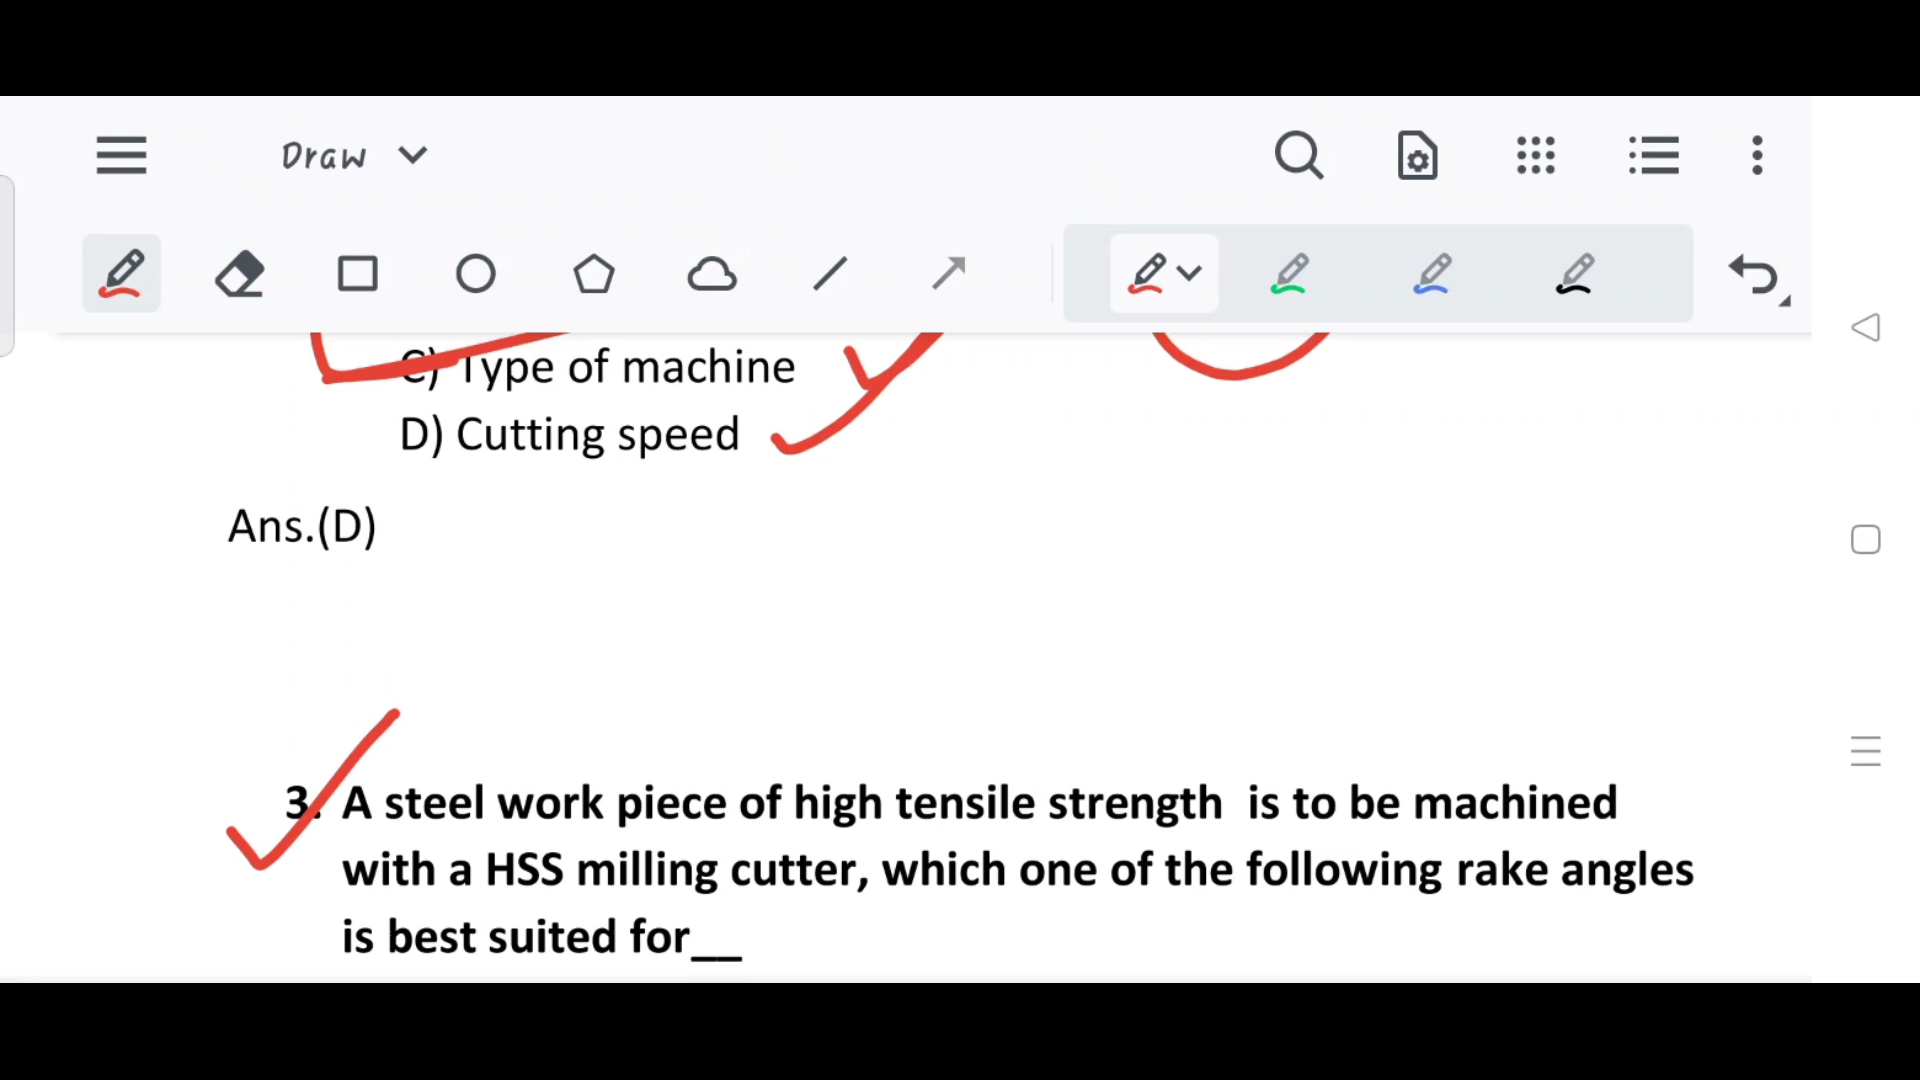 Draw
C) Type of machine
D) Cutting speed
Ans.(D)
3. A steel work piece of high tensile strength is to be machined
with a HSS milling cutter, which one of the following rake angles
is best suited for__